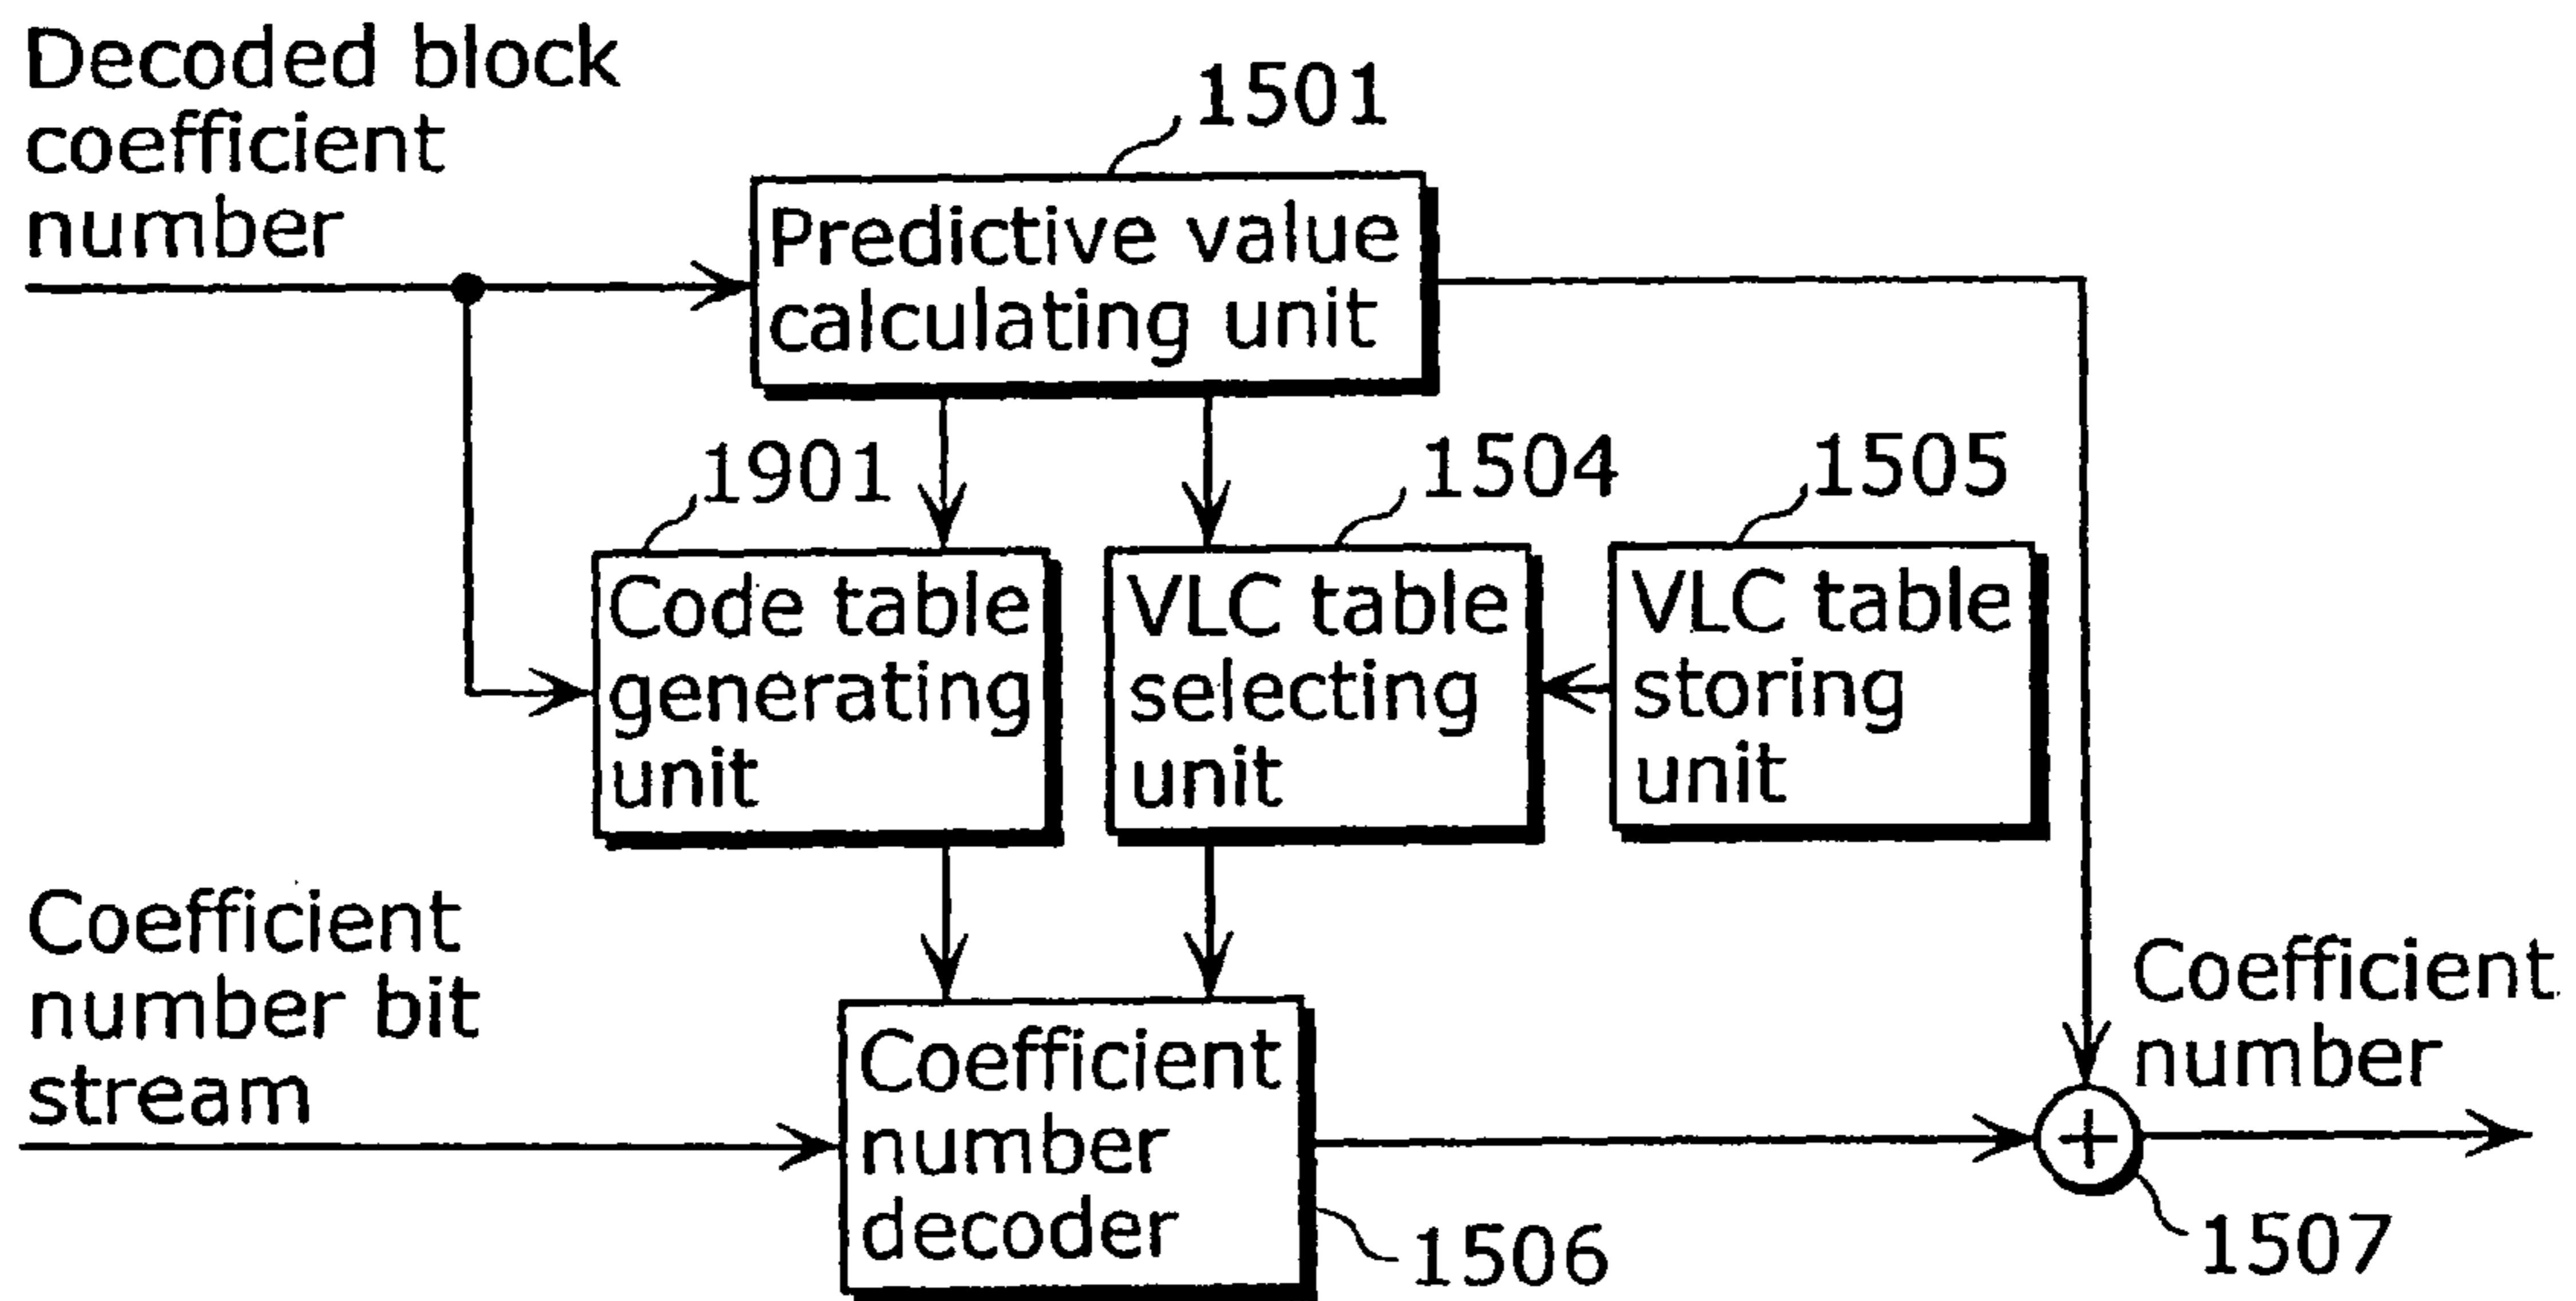 Decoded block
coefficient
number
1501
Predictive value
calculating unit
1901
1504
1505
Code table
generating
unit
VLC table
selecting
unit
VLC table
storing
unit
Coefficient
number bit
stream
Coefficient
number
decoder
1506
Coefficient
number
+
1507